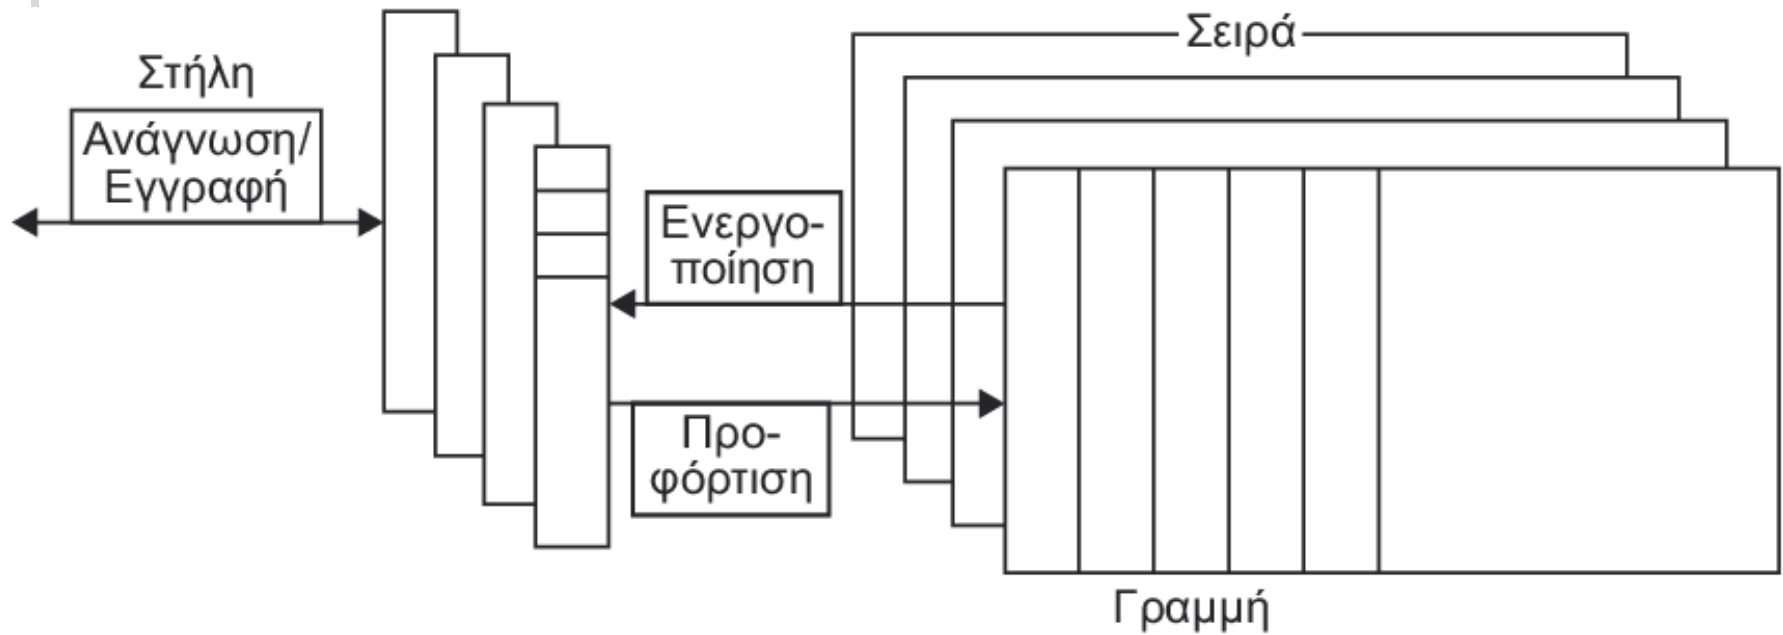 Στήλη
Ανάγνωση/
Εγγραφή
Ενεργο-
ποίηση
Προ-
φόρτιση
Σειρά
Γραμμή